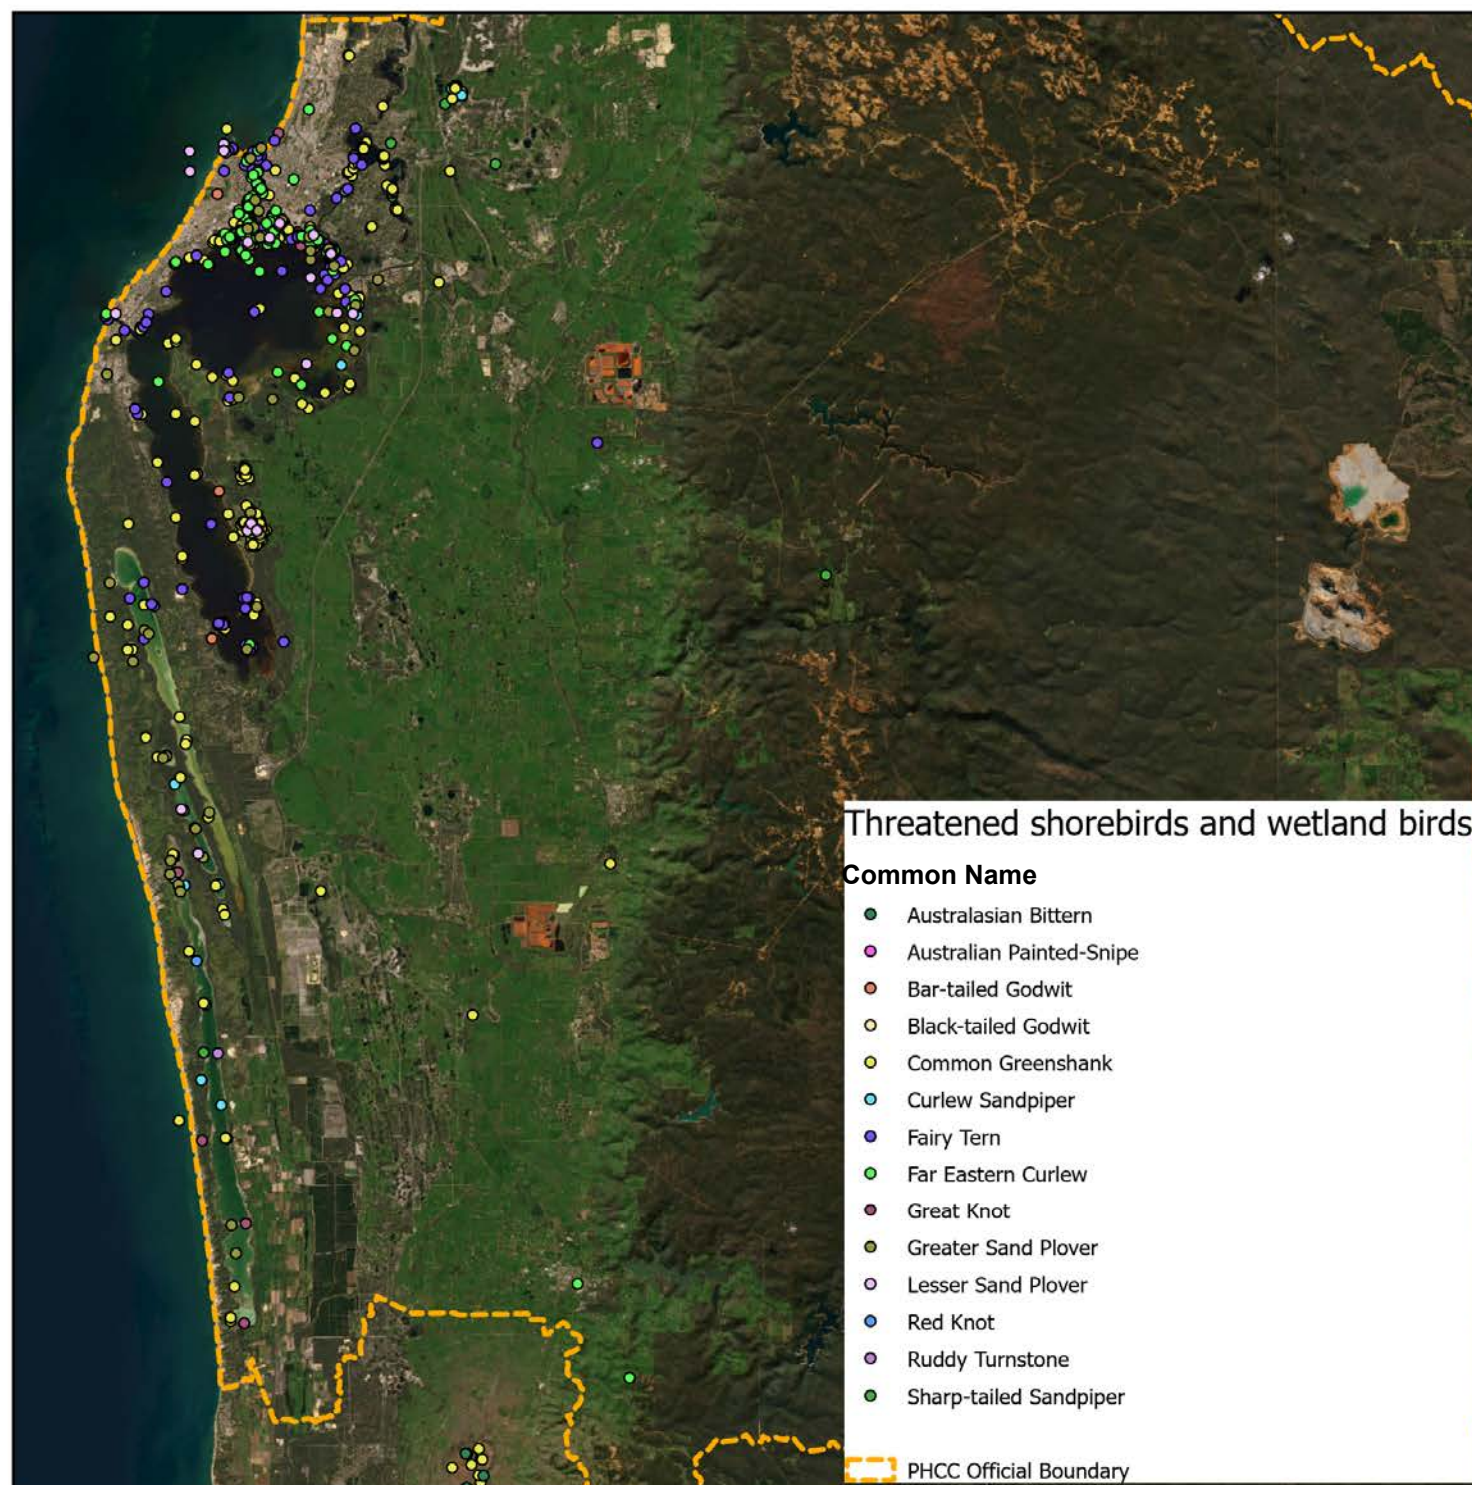 Threatened shorebirds and wetland birds
Common Name
Australasian Bittern
Australian Painted-Snipe
Bar-tailed Godwit
Black-tailed Godwit
Common Greenshank
Curlew Sandpiper
Fairy Tern
Far Eastern Curlew
Great Knot
Greater Sand Plover
Lesser Sand Plover
Red Knot
Ruddy Turnstone
Sharp-tailed Sandpiper
PHCC Official Boundary